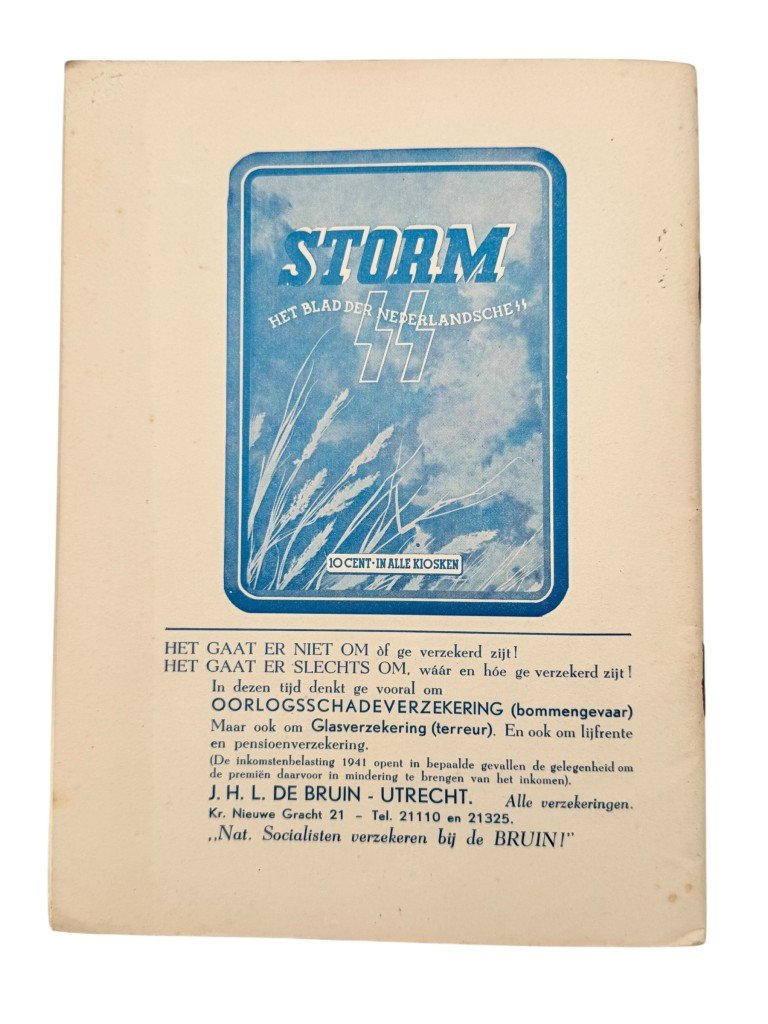 STORM
HET BLAD DER NEDERLANDSCHE SS
SS
10 CENT · IN ALLE KIOSKEN
HET GAAT ER NIET OM òf ge verzekerd zijt!
HET GAAT ER SLECHTS OM, wáár en hóe ge verzekerd zijt!
In dezen tijd denkt ge vooral om
OORLOGSSCHADEVERZEKERING (bommengevaar)
Maar ook om Glasverzekering (terreur). En ook om lijfrente
en pensioenverzekering.
(De inkomstenbelasting 1941 opent in bepaalde gevallen de gelegenheid om
de premiën daarvoor in mindering te brengen van het inkomen).
J. H. L. DE BRUIN - UTRECHT. Alle verzekeringen.
Kr. Nieuwe Gracht 21 – Tel. 21110 en 21325.
„Nat. Socialisten verzekeren bij de BRUIN!”